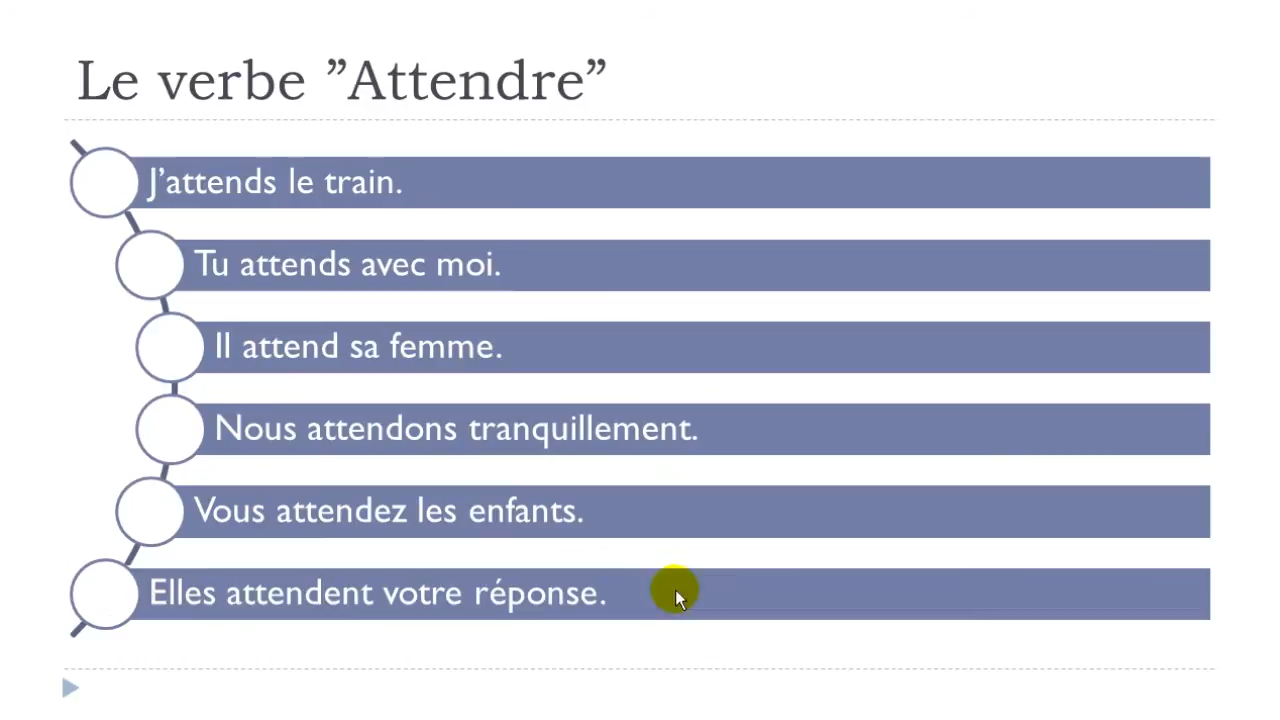 Le verbe ”Attendre”
J’attends le train.
Tu attends avec moi.
Il attend sa femme.
Nous attendons tranquillement.
Vous attendez les enfants.
Elles attendent votre réponse.